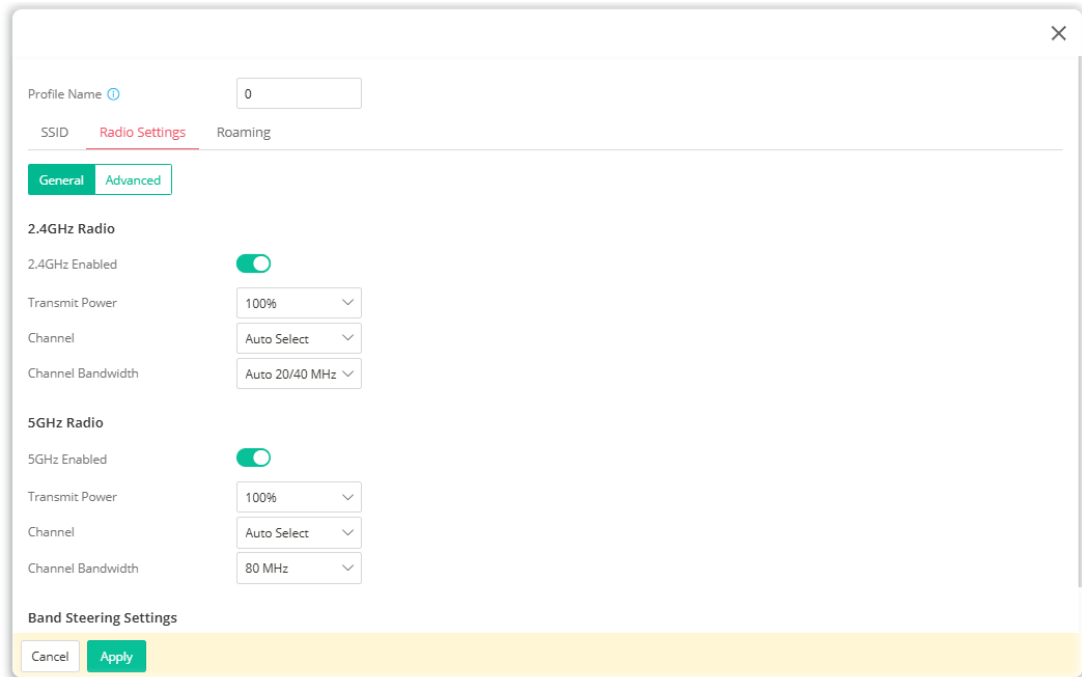 Profile Name
0
SSID Radio Settings Roaming
General Advanced
2.4GHz Radio
2.4GHz Enabled
Transmit Power 100%
Channel Auto Select
Channel Bandwidth Auto 20/40 MHz
5GHz Radio
5GHz Enabled
Transmit Power 100%
Channel Auto Select
Channel Bandwidth 80 MHz
Band Steering Settings
Cancel Apply